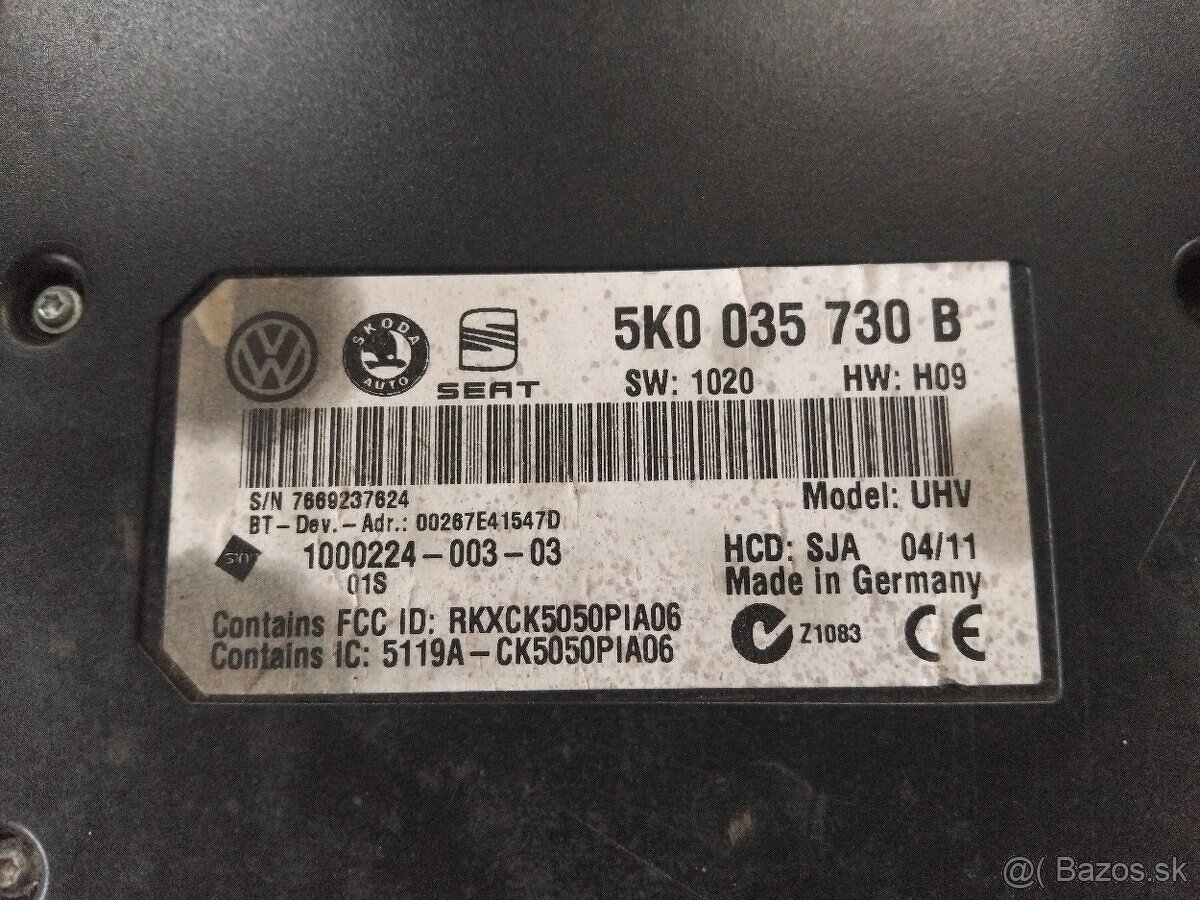 5K0 035 730 B
SKODA
AUTO
SEAT
SW: 1020 HW: H09
S/N 7669237624
Model: UHV
BT-Dev.-Adr.: 00267E41547D
1000224-003-03
01S
HCD: SJA 04/11
Made in Germany
Contains FCC ID: RKXCK5050PIA06
Contains IC: 5119A-CK5050PIA06
Z1083
CE
@( Bazos.sk